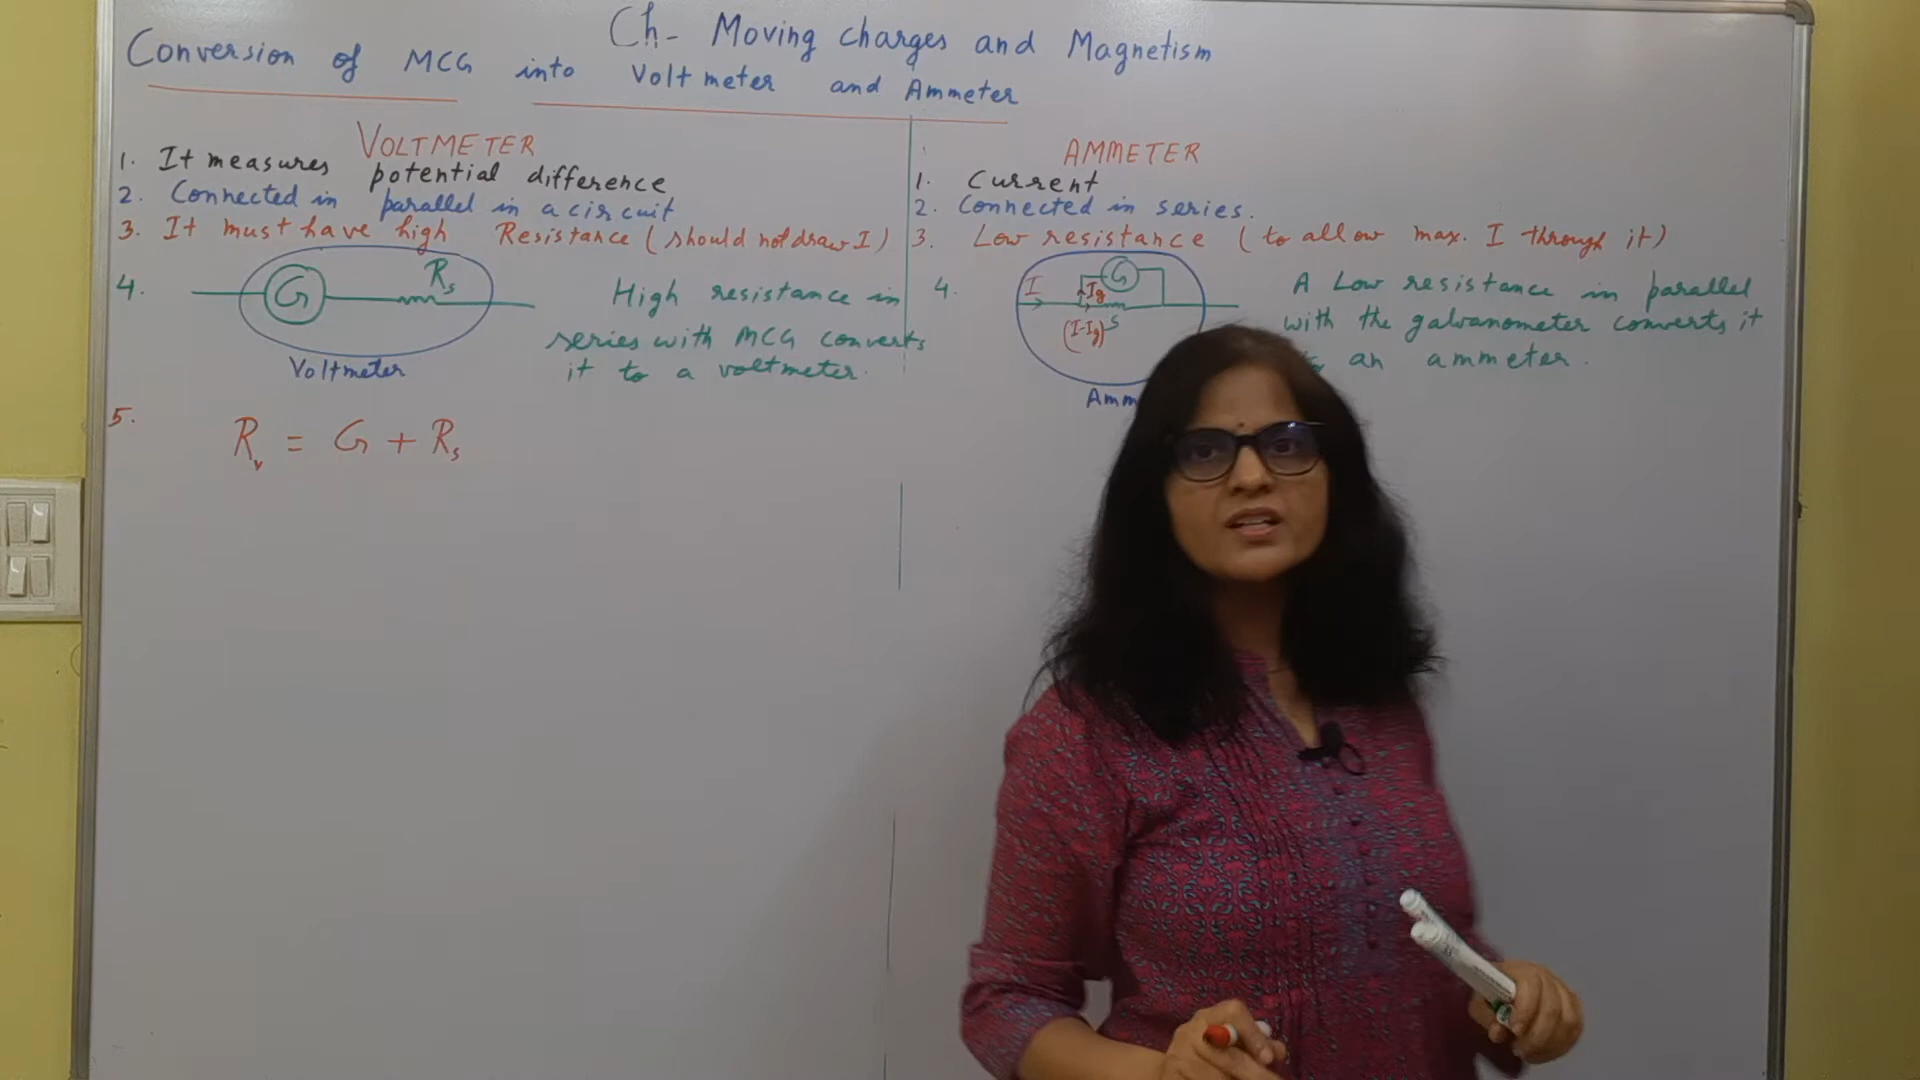 Ch- Moving charges and Magnetism
Conversion of MCG into Voltmeter and Ammeter
VOLTMETER
1. It measures potential difference
2. Connected in parallel in a circuit
3. It must have high Resistance (should not draw I)
4.
G
Rs
Voltmeter
High resistance in
series with MCG converts
it to a voltmeter.
5. Rv = G + Rs
AMMETER
1. Current
2. Connected in series.
3. Low resistance (to allow max. I through it)
4.
G
I
Ig
(I-Ig)
S
Amm
A Low resistance in parallel
with the galvanometer converts it
an ammeter.